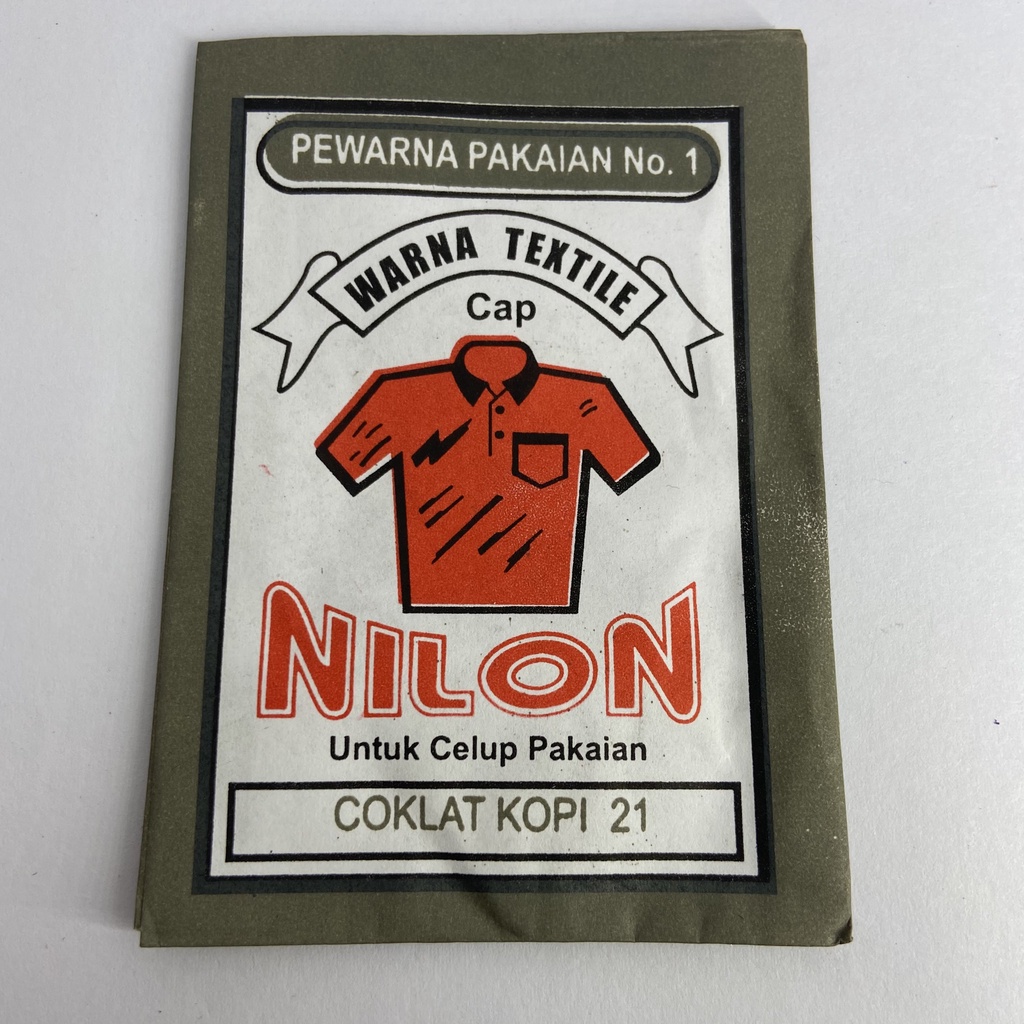 PEWARNA PAKAIAN No. 1
WARNA TEXTILE
Cap
NILON
Untuk Celup Pakaian
COKLAT KOPI 21